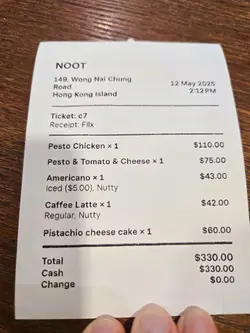 NOOT
149, Wong Nai Chung
Road
Hong Kong Island
12 May 2025
2:12 PM
Ticket: c7
Receipt: Filx
Pesto Chicken × 1 $110.00
Pesto & Tomato & Cheese × 1 $75.00
Americano × 1 $43.00
Iced ($5.00), Nutty
Caffee Latte × 1 $42.00
Regular, Nutty
Pistachio cheese cake × 1 $60.00
Total $330.00
Cash $330.00
Change $0.00